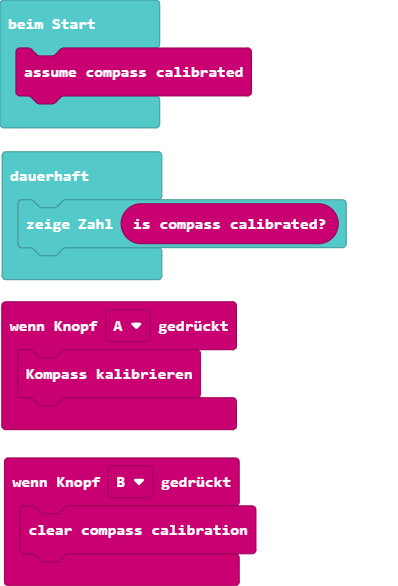 beim Start
assume compass calibrated
dauerhaft
zeige Zahl is compass calibrated?
wenn Knopf A gedrückt
Kompass kalibrieren
wenn Knopf B gedrückt
clear compass calibration